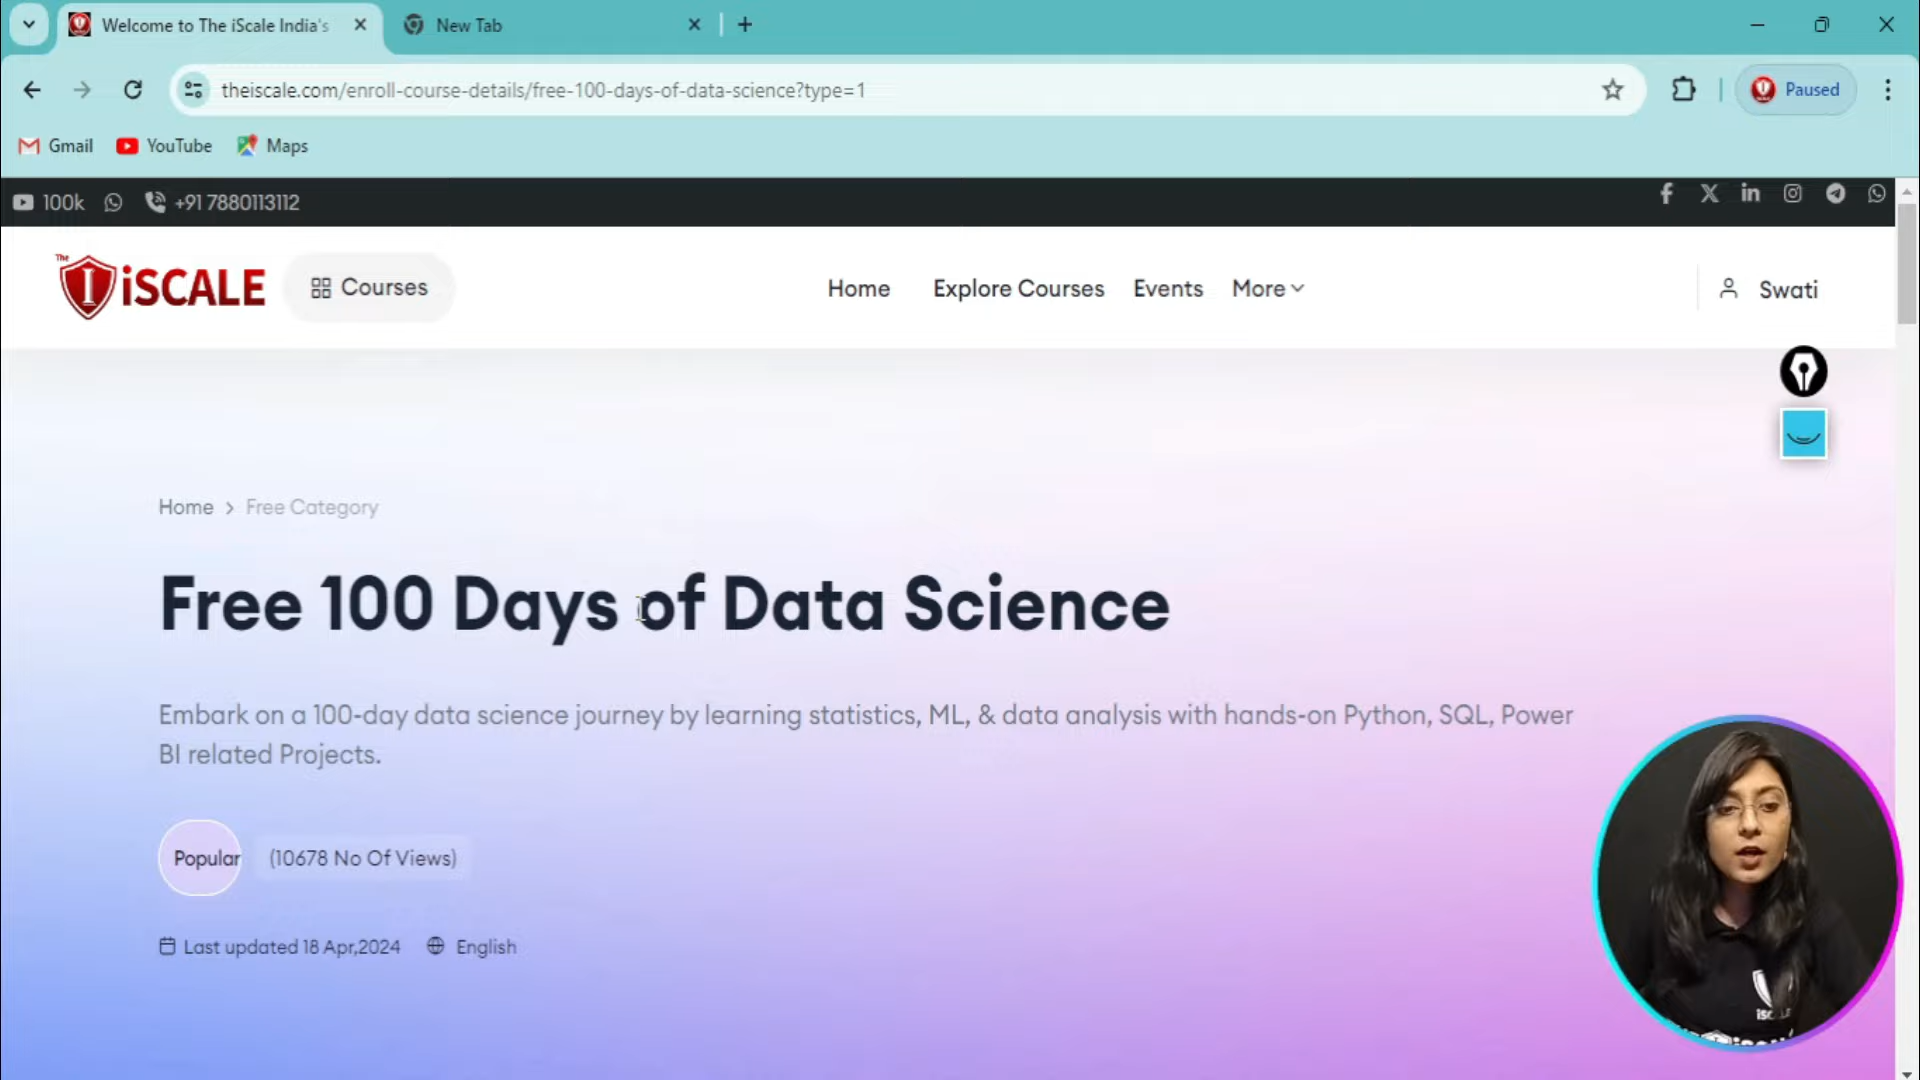 Welcome to The iScale India's
New Tab
theiscale.com/enroll-course-details/free-100-days-of-data-science?type=1
Paused
Gmail
YouTube
Maps
100k
+91 7880113112
The iSCALE
Courses
Home
Explore Courses
Events
More
Swati
Home > Free Category
Free 100 Days of Data Science
Embark on a 100-day data science journey by learning statistics, ML, & data analysis with hands-on Python, SQL, Power
BI related Projects.
Popular
(10678 No Of Views)
Last updated 18 Apr,2024
English